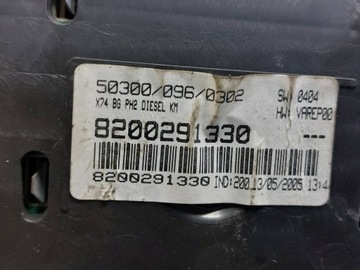 50300/096/0302 SW: 0404
X74 BG PH2 DIESEL KM HW: VAREP00
8200291330 ---
8200291330 IND:200 13/05/2005 13:4